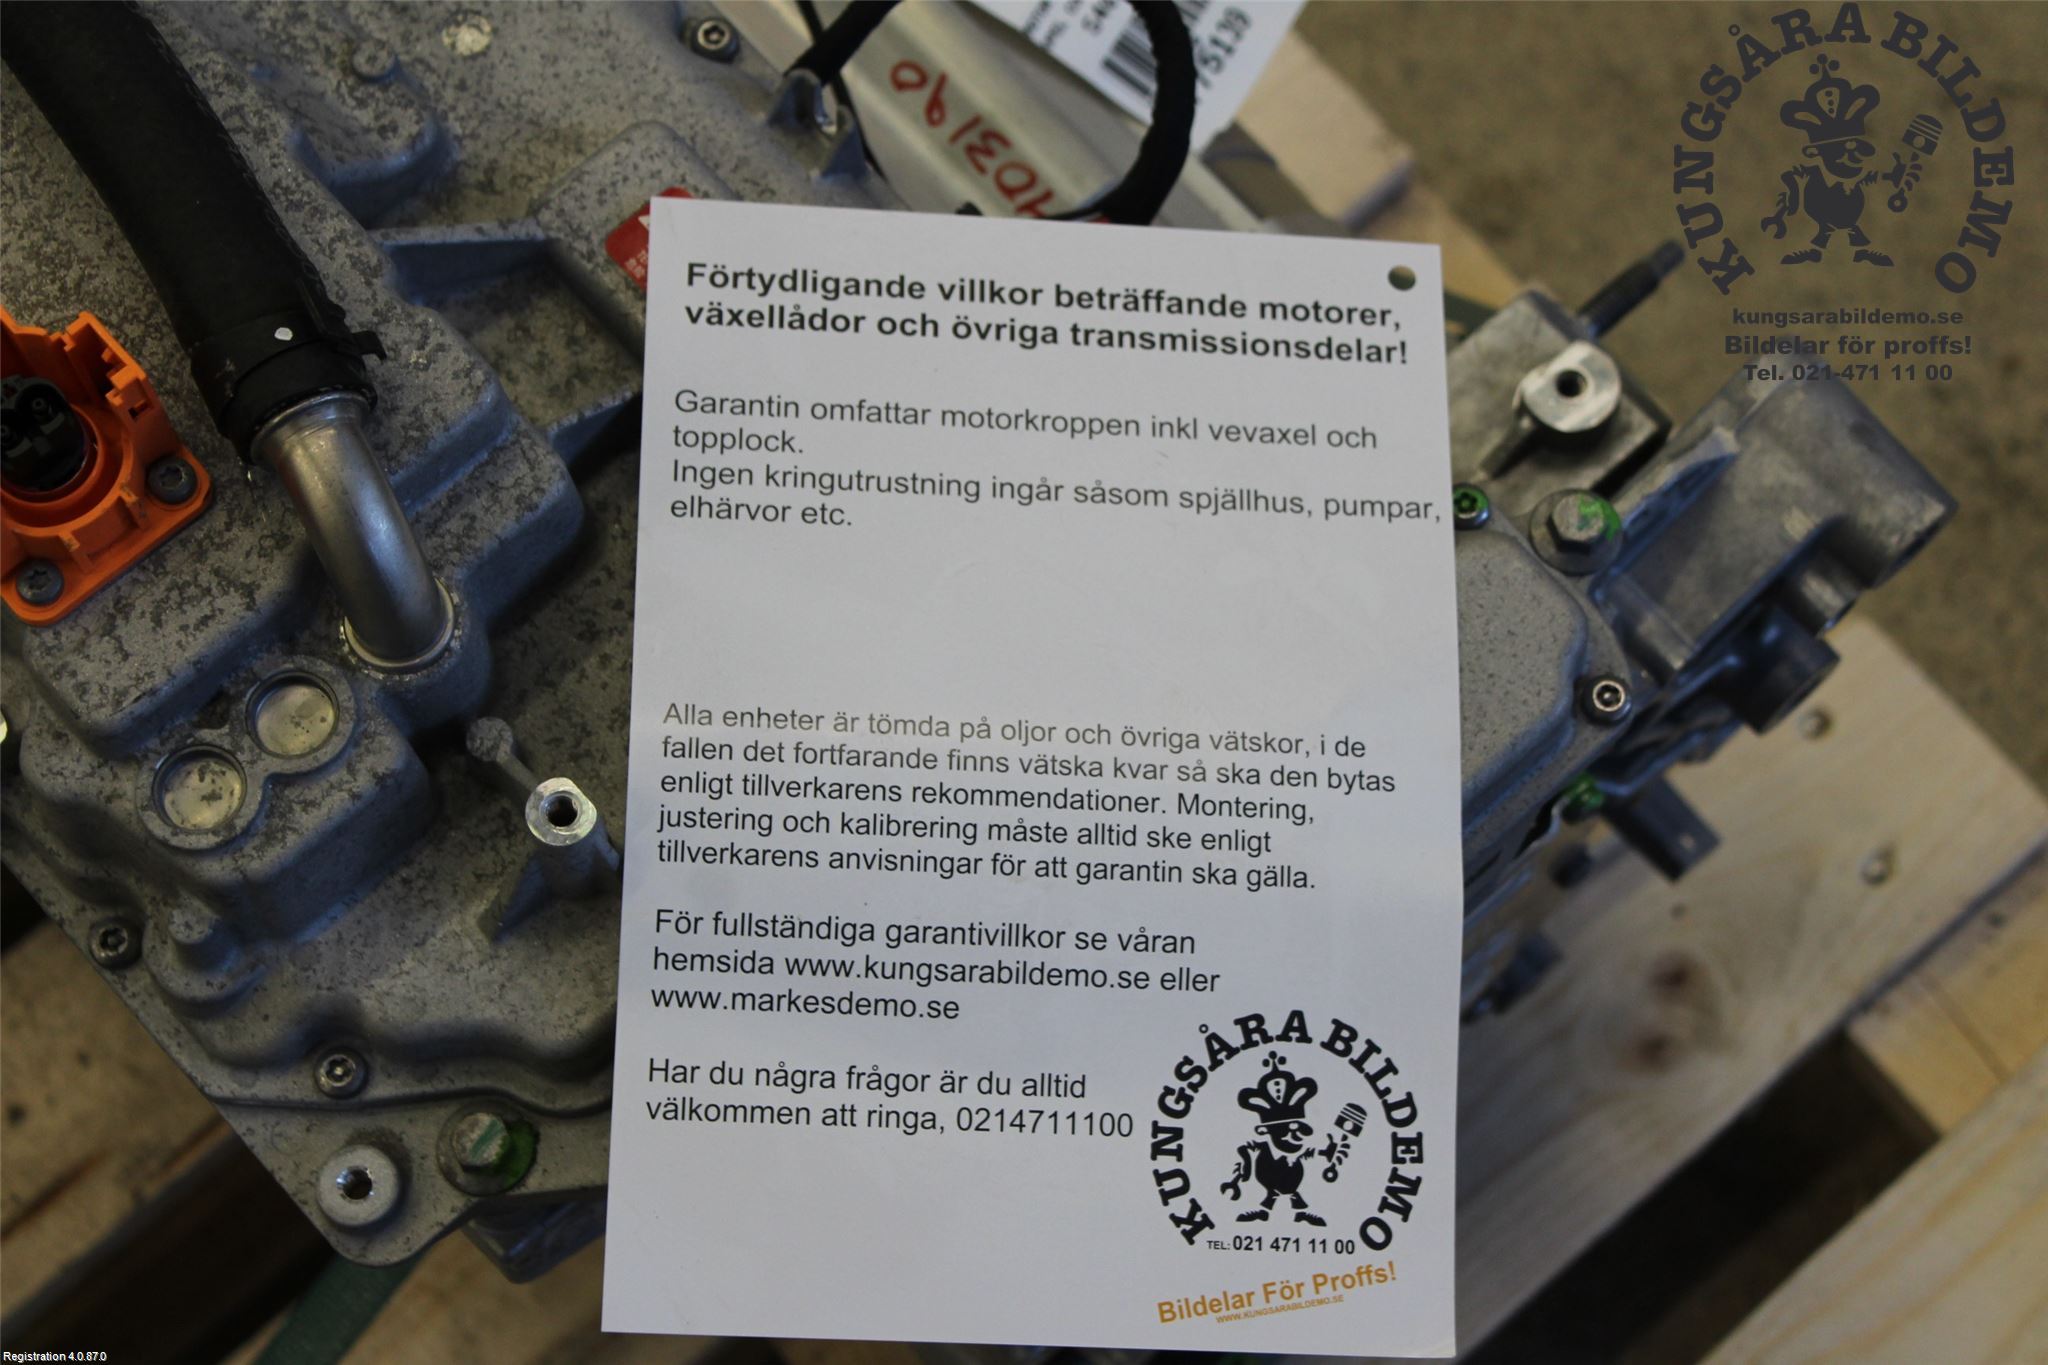 75139
HD3190
KUNGSÅRA BILDEMO
kungsarabildemo.se
Bildelar för proffs!
Tel. 021-471 11 00
Förtydligande villkor beträffande motorer,
växellådor och övriga transmissionsdelar!
Garantin omfattar motorkroppen inkl vevaxel och
topplock.
Ingen kringutrustning ingår såsom spjällhus, pumpar,
elhärvor etc.
Alla enheter är tömda på oljor och övriga vätskor, i de
fallen det fortfarande finns vätska kvar så ska den bytas
enligt tillverkarens rekommendationer. Montering,
justering och kalibrering måste alltid ske enligt
tillverkarens anvisningar för att garantin ska gälla.
För fullständiga garantivillkor se våran
hemsida www.kungsarabildemo.se eller
www.markesdemo.se
Har du några frågor är du alltid
välkommen att ringa, 0214711100
KUNGSÅRA BILDEMO
TEL: 021 471 11 00
Bildelar För Proffs!
WWW.KUNGSARABILDEMO.SE
Registration 4.0.87.0